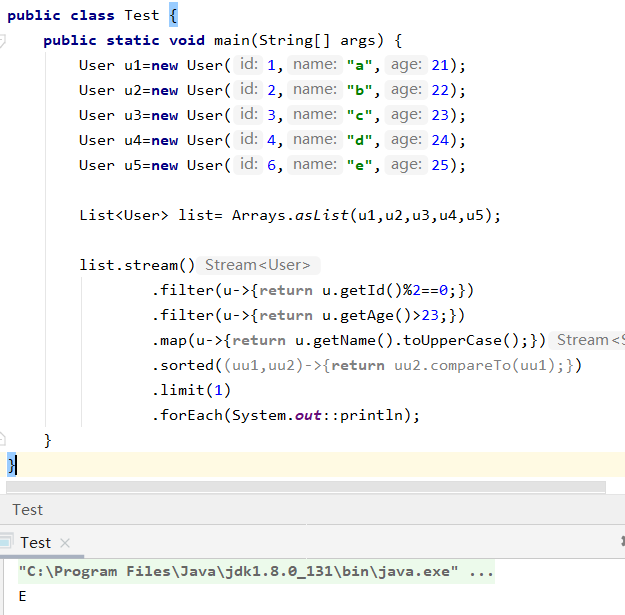 public class Test {
public static void main(String[] args) {
User u1=new User( id: 1, name: "a", age: 21);
User u2=new User( id: 2, name: "b", age: 22);
User u3=new User( id: 3, name: "c", age: 23);
User u4=new User( id: 4, name: "d", age: 24);
User u5=new User( id: 6, name: "e", age: 25);
List<User> list= Arrays.asList(u1,u2,u3,u4,u5);
list.stream() Stream<User>
.filter(u->{return u.getId()%2==0;})
.filter(u->{return u.getAge()>23;})
.map(u->{return u.getName().toUpperCase();}) Stream<S
.sorted((uu1,uu2)->{return uu2.compareTo(uu1);})
.limit(1)
.forEach(System.out::println);
}
}
Test
Test
"C:\Program Files\Java\jdk1.8.0_131\bin\java.exe" ...
E